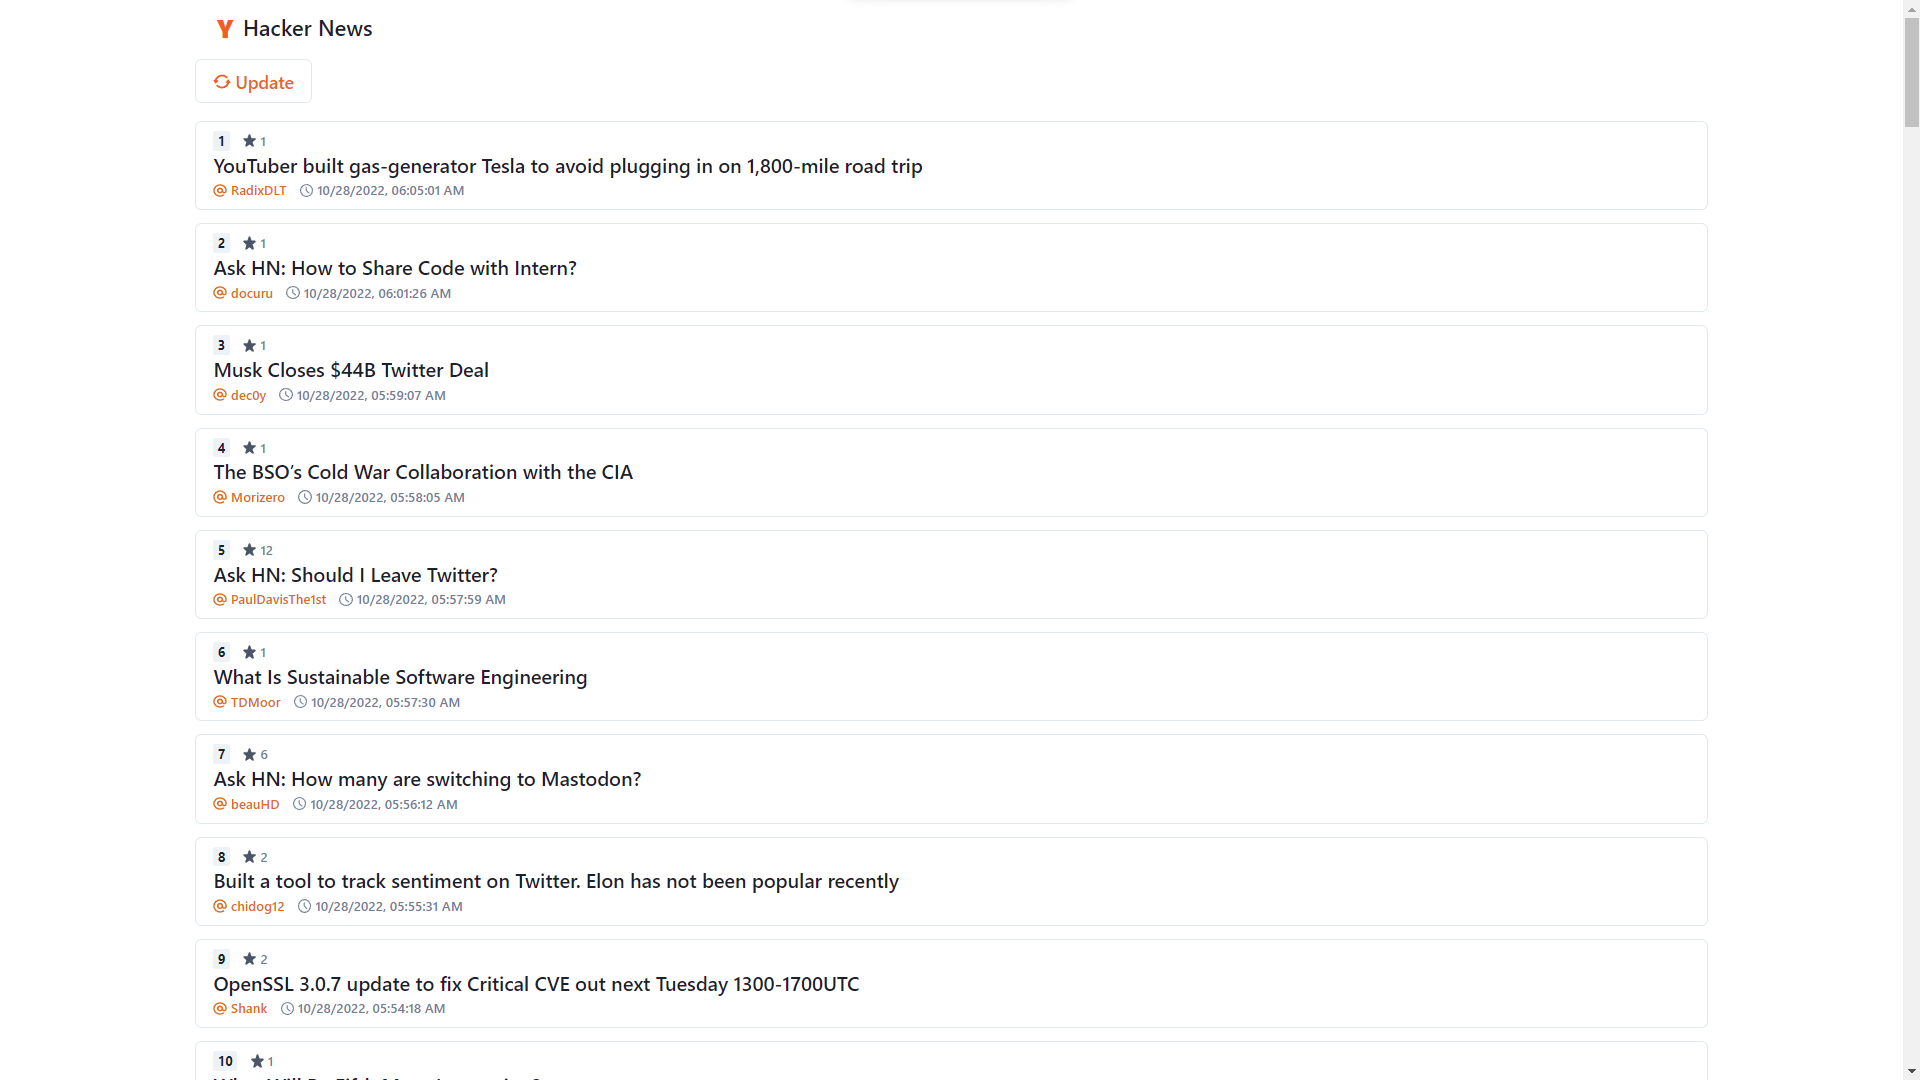 Hacker News
Update
1 1
YouTuber built gas-generator Tesla to avoid plugging in on 1,800-mile road trip
RadixDLT 10/28/2022, 06:05:01 AM
2 1
Ask HN: How to Share Code with Intern?
docuru 10/28/2022, 06:01:26 AM
3 1
Musk Closes $44B Twitter Deal
dec0y 10/28/2022, 05:59:07 AM
4 1
The BSO’s Cold War Collaboration with the CIA
Morizero 10/28/2022, 05:58:05 AM
5 12
Ask HN: Should I Leave Twitter?
PaulDavisThe1st 10/28/2022, 05:57:59 AM
6 1
What Is Sustainable Software Engineering
TDMoor 10/28/2022, 05:57:30 AM
7 6
Ask HN: How many are switching to Mastodon?
beauHD 10/28/2022, 05:56:12 AM
8 2
Built a tool to track sentiment on Twitter. Elon has not been popular recently
chidog12 10/28/2022, 05:55:31 AM
9 2
OpenSSL 3.0.7 update to fix Critical CVE out next Tuesday 1300-1700UTC
Shank 10/28/2022, 05:54:18 AM
10 1